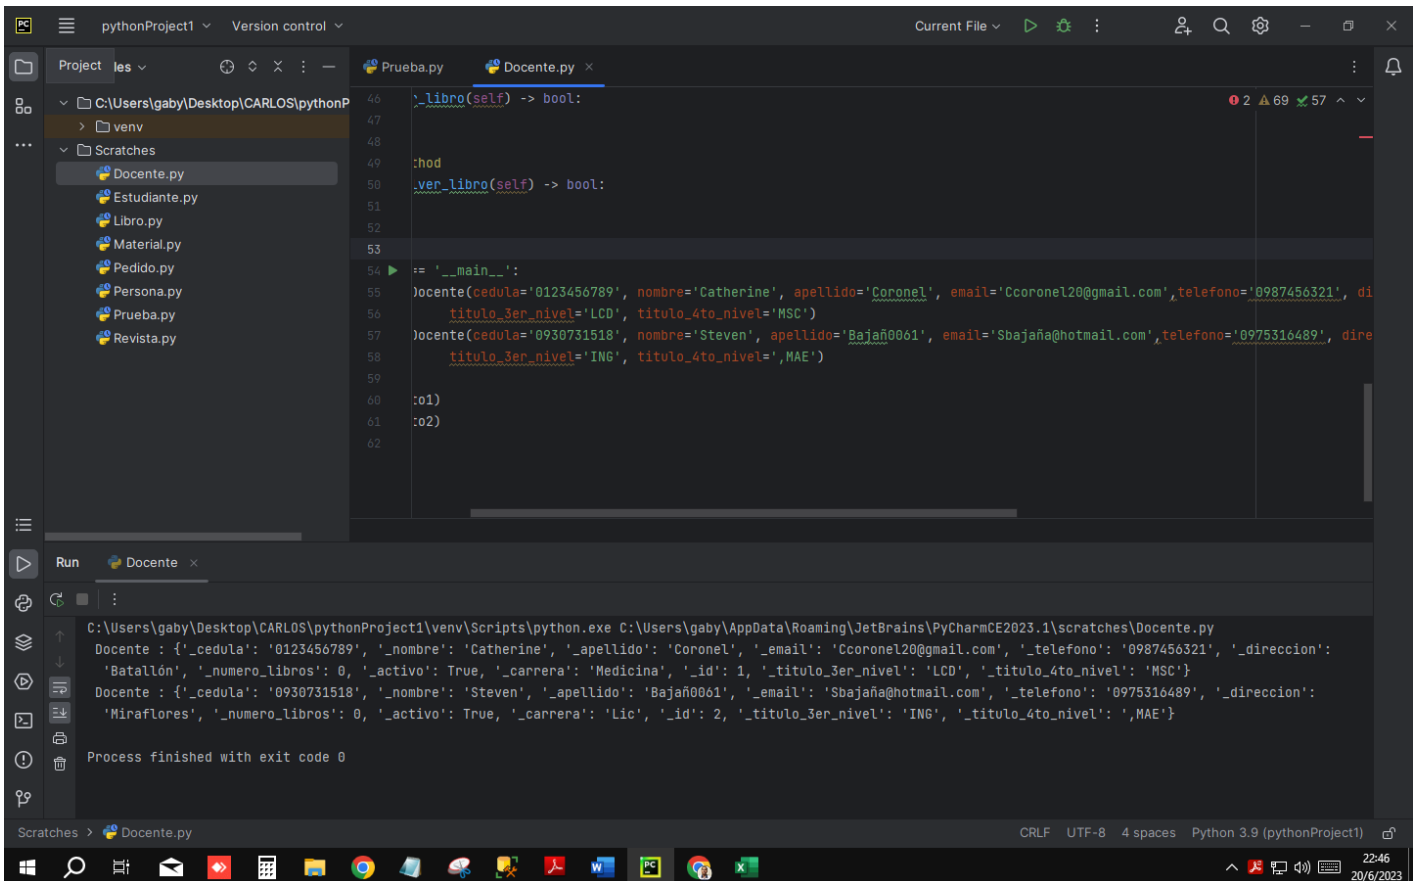 PC pythonProject1 Version control Current File
Project les Prueba.py Docente.py
C:\Users\gaby\Desktop\CARLOS\pythonP
venv
Scratches
Docente.py
Estudiante.py
Libro.py
Material.py
Pedido.py
Persona.py
Prueba.py
Revista.py
2 69 57
46 _libro(self) -> bool:
47
48
49 thod
50 ver_libro(self) -> bool:
51
52
53
54 == '__main__':
55 Docente(cedula='0123456789', nombre='Catherine', apellido='Coronel', email='Ccoronel20@gmail.com',telefono='0987456321', di
56 titulo_3er_nivel='LCD', titulo_4to_nivel='MSC')
57 Docente(cedula='0930731518', nombre='Steven', apellido='Bajañ0061', email='Sbajaña@hotmail.com',telefono='0975316489', dire
58 titulo_3er_nivel='ING', titulo_4to_nivel=',MAE')
59
60 to1)
61 to2)
62
Run Docente
C:\Users\gaby\Desktop\CARLOS\pythonProject1\venv\Scripts\python.exe C:\Users\gaby\AppData\Roaming\JetBrains\PyCharmCE2023.1\scratches\Docente.py
Docente : {'_cedula': '0123456789', '_nombre': 'Catherine', '_apellido': 'Coronel', '_email': 'Ccoronel20@gmail.com', '_telefono': '0987456321', '_direccion':
'Batallón', '_numero_libros': 0, '_activo': True, '_carrera': 'Medicina', '_id': 1, '_titulo_3er_nivel': 'LCD', '_titulo_4to_nivel': 'MSC'}
Docente : {'_cedula': '0930731518', '_nombre': 'Steven', '_apellido': 'Bajañ0061', '_email': 'Sbajaña@hotmail.com', '_telefono': '0975316489', '_direccion':
'Miraflores', '_numero_libros': 0, '_activo': True, '_carrera': 'Lic', '_id': 2, '_titulo_3er_nivel': 'ING', '_titulo_4to_nivel': ',MAE'}
Process finished with exit code 0
Scratches > Docente.py CRLF UTF-8 4 spaces Python 3.9 (pythonProject1)
22:46
20/6/2023